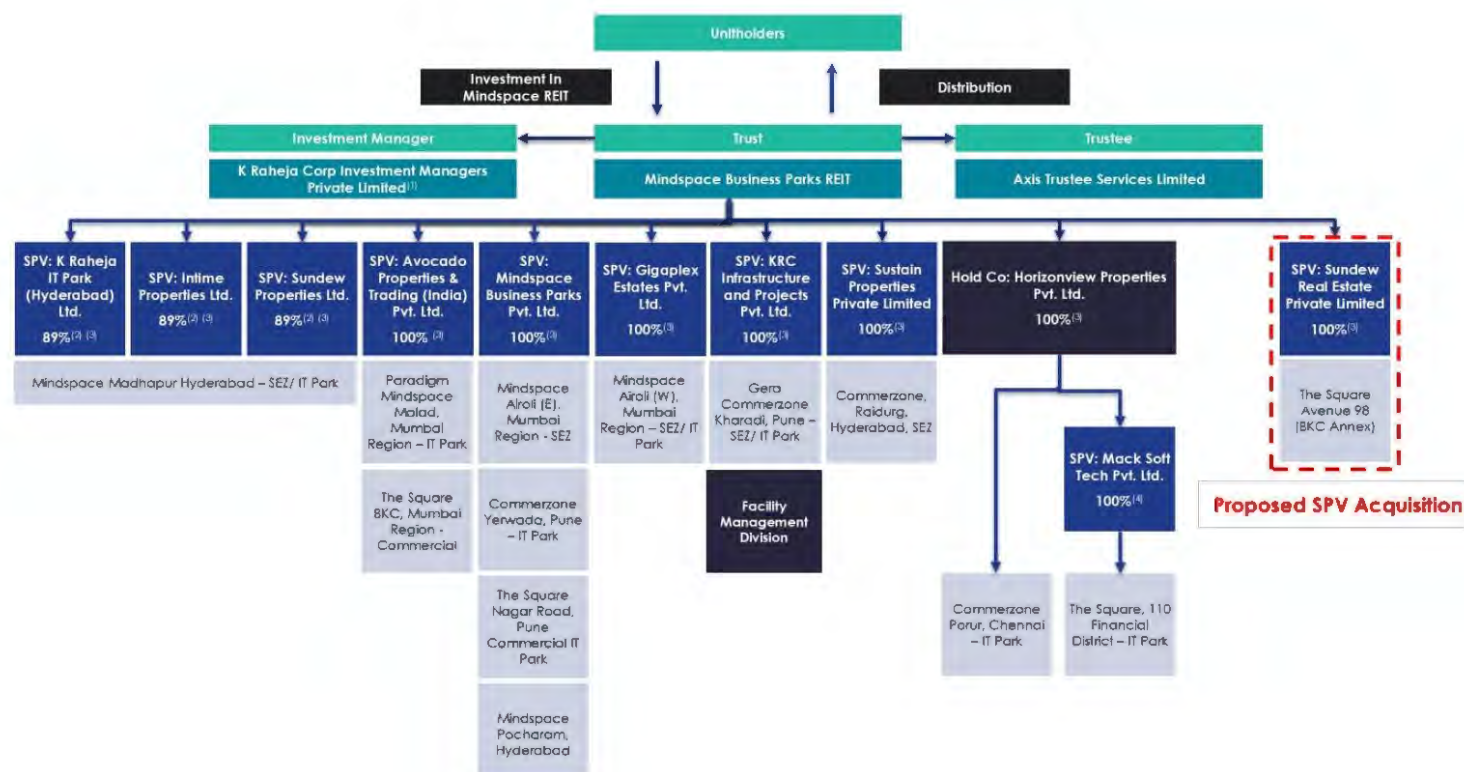 Unitholders
Investment In
Mindspace REIT
Distribution
Investment Manager
Trust
Trustee
K Raheja Corp Investment Managers
Private Limited(1)
Mindspace Business Parks REIT
Axis Trustee Services Limited
SPV: K Raheja
IT Park
(Hyderabad)
Ltd.
89%(2) (3)
SPV: Intime
Properties Ltd.
89%(2) (3)
SPV: Sundew
Properties Ltd.
89%(2) (3)
SPV: Avocado
Properties &
Trading (India)
Pvt. Ltd.
100% (3)
SPV:
Mindspace
Business Parks
Pvt. Ltd.
100%(3)
SPV: Gigaplex
Estates Pvt.
Ltd.
100%(3)
SPV: KRC
Infrastructure
and Projects
Pvt. Ltd.
100%(3)
SPV: Sustain
Properties
Private Limited
100%(3)
Hold Co: Horizonview Properties
Pvt. Ltd.
100%(3)
SPV: Sundew
Real Estate
Private Limited
100%(3)
Mindspace Madhapur Hyderabad – SEZ/ IT Park
Paradigm
Mindspace
Malad,
Mumbai
Region – IT Park
Mindspace
Airoli (E),
Mumbai
Region - SEZ
Mindspace
Airoli (W),
Mumbai
Region – SEZ/ IT
Park
Gera
Commerzone
Kharadi, Pune –
SEZ/ IT Park
Commerzone,
Raidurg,
Hyderabad, SEZ
The Square
Avenue 98
(BKC Annex)
SPV: Mack Soft
Tech Pvt. Ltd.
100%(4)
The Square
BKC, Mumbai
Region -
Commercial
Commerzone
Yerwada, Pune
– IT Park
Facility
Management
Division
Proposed SPV Acquisition
The Square
Nagar Road,
Pune
Commercial IT
Park
Commerzone
Porur, Chennai
– IT Park
The Square, 110
Financial
District – IT Park
Mindspace
Pocharam,
Hyderabad